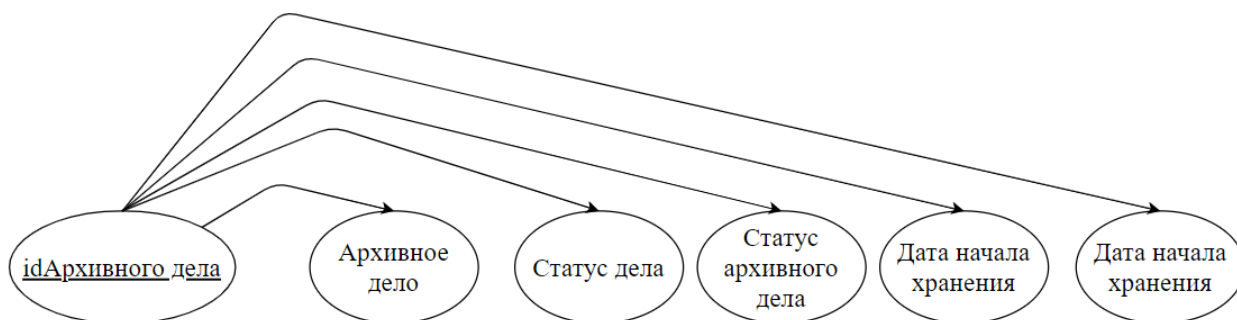 idАрхивного дела
Архивное
дело
Статус дела
Статус
архивного
дела
Дата начала
хранения
Дата начала
хранения